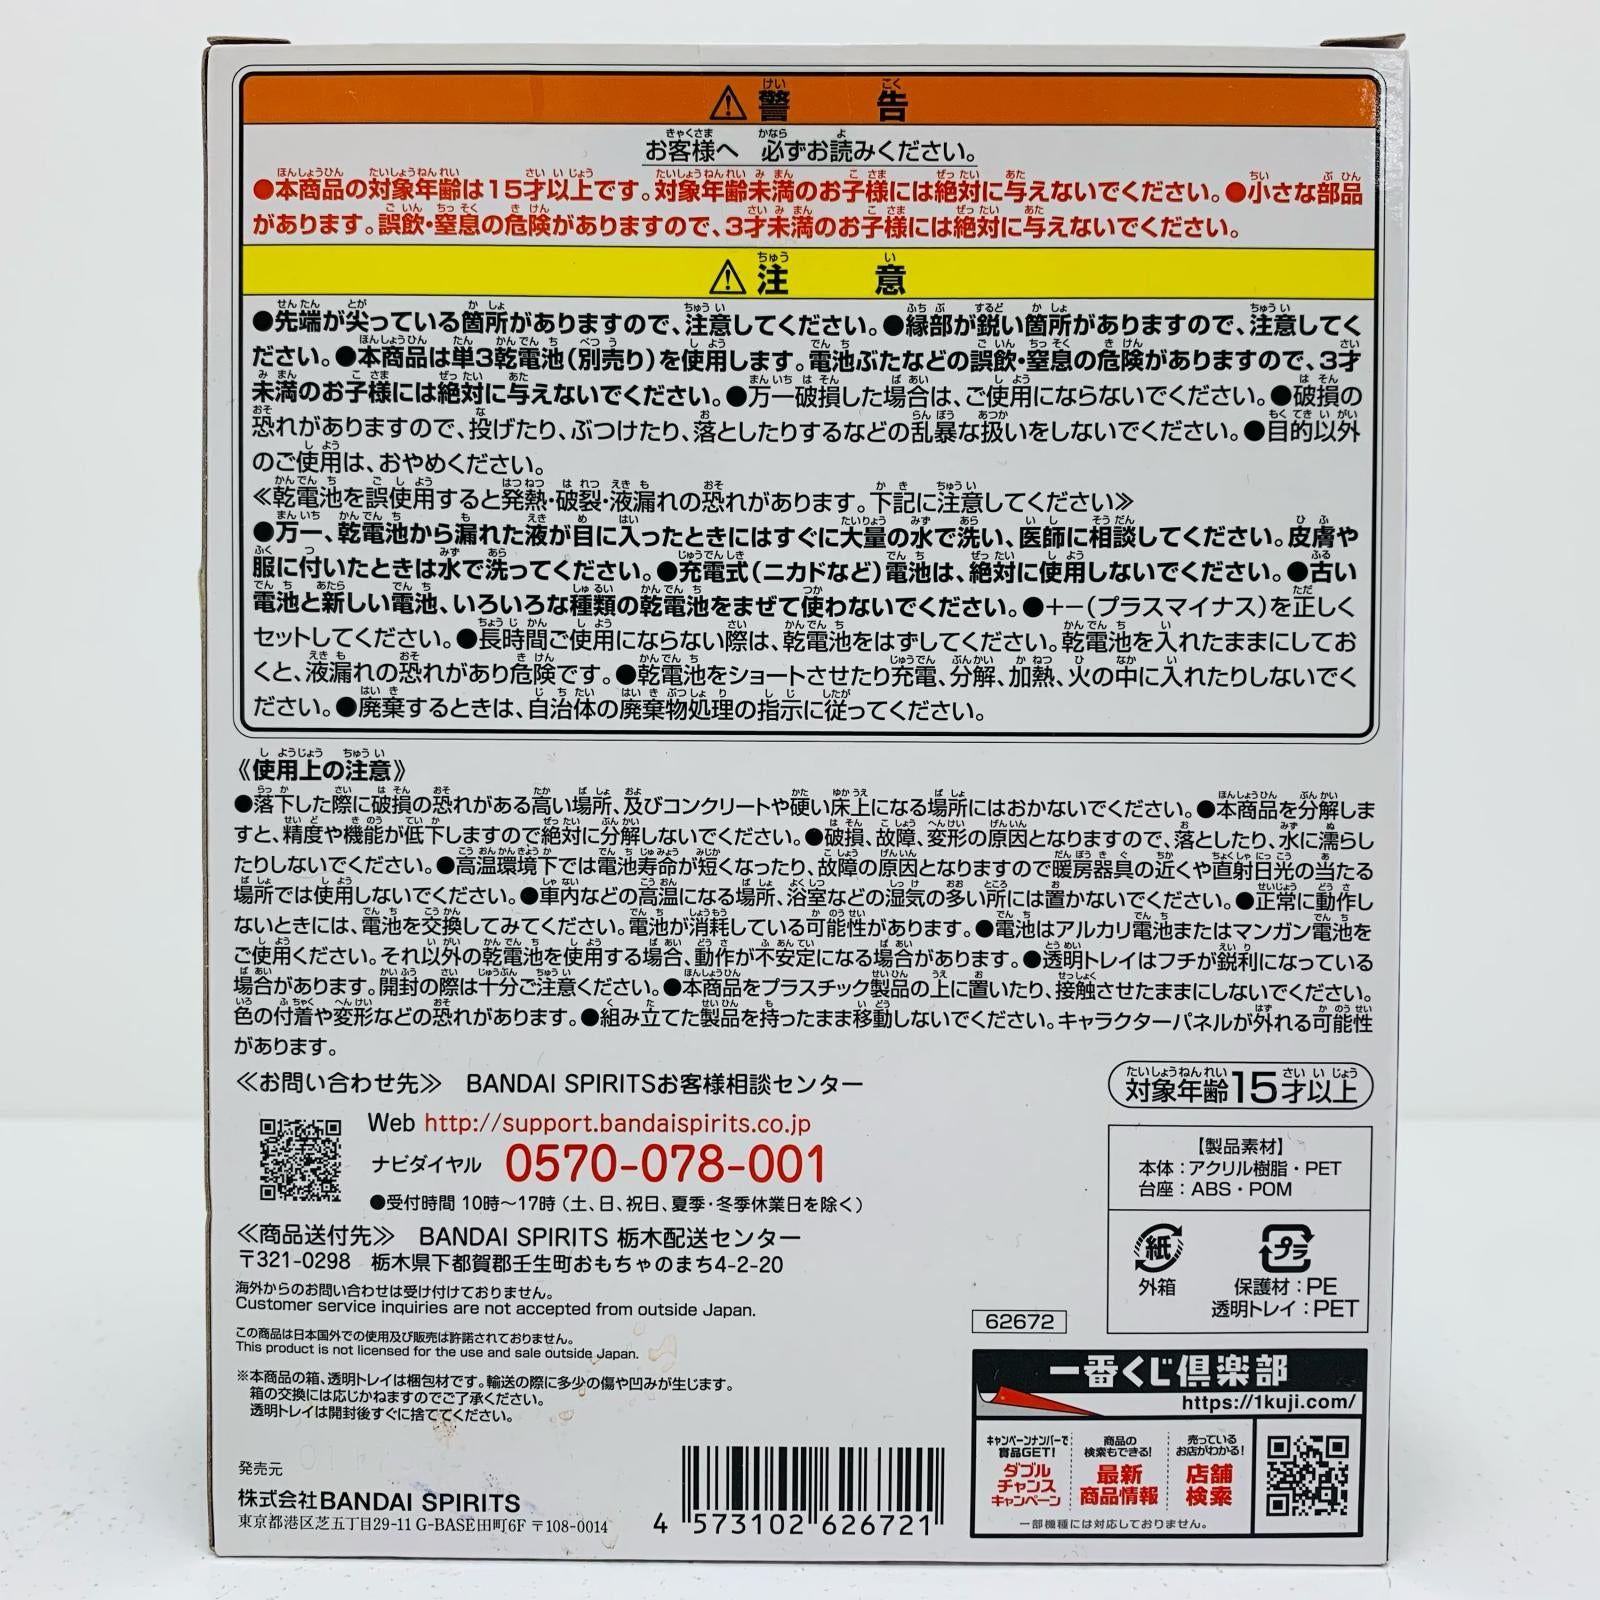 ⚠警告
お客様へ 必ずお読みください。
●本商品の対象年齢は15才以上です。対象年齢未満のお子様には絶対に与えないでください。●小さな部品
があります。誤飲・窒息の危険がありますので、3才未満のお子様には絶対に与えないでください。
⚠注意
●先端が尖っている箇所がありますので、注意してください。●縁部が鋭い箇所がありますので、注意してく
ださい。●本商品は単3乾電池(別売り)を使用します。電池ぶたなどの誤飲・窒息の危険がありますので、3才
未満のお子様には絶対に与えないでください。●万一破損した場合は、ご使用にならないでください。●破損の
恐れがありますので、投げたり、ぶつけたり、落としたりするなどの乱暴な扱いをしないでください。●目的以外
のご使用は、おやめください。
≪乾電池を誤使用すると発熱・破裂・液漏れの恐れがあります。下記に注意してください≫
●万一、乾電池から漏れた液が目に入ったときにはすぐに大量の水で洗い、医師に相談してください。皮膚や
服に付いたときは水で洗ってください。●充電式(ニカドなど)電池は、絶対に使用しないでください。●古い
電池と新しい電池、いろいろな種類の乾電池をまぜて使わないでください。●+−(プラスマイナス)を正しく
セットしてください。●長時間ご使用にならない際は、乾電池をはずしてください。乾電池を入れたままにしてお
くと、液漏れの恐れがあり危険です。●乾電池をショートさせたり充電、分解、加熱、火の中に入れたりしないでく
ださい。●廃棄するときは、自治体の廃棄物処理の指示に従ってください。
《使用上の注意》
●落下した際に破損の恐れがある高い場所、及びコンクリートや硬い床上になる場所にはおかないでください。●本商品を分解しま
すと、精度や機能が低下しますので絶対に分解しないでください。●破損、故障、変形の原因となりますので、落としたり、水に濡らし
たりしないでください。●高温環境下では電池寿命が短くなったり、故障の原因となりますので暖房器具の近くや直射日光の当たる
場所では使用しないでください。●車内などの高温になる場所、浴室などの湿気の多い所には置かないでください。●正常に動作し
ないときには、電池を交換してみてください。電池が消耗している可能性があります。●電池はアルカリ電池またはマンガン電池を
ご使用ください。それ以外の乾電池を使用する場合、動作が不安定になる場合があります。●透明トレイはフチが鋭利になっている
場合があります。開封の際は十分ご注意ください。●本商品をプラスチック製品の上に置いたり、接触させたままにしないでください。
色の付着や変形などの恐れがあります。●組み立てた製品を持ったまま移動しないでください。キャラクターパネルが外れる可能性
があります。
≪お問い合わせ先≫ BANDAI SPIRITSお客様相談センター
Web http://support.bandaispirits.co.jp
ナビダイヤル 0570-078-001
●受付時間 10時〜17時(土、日、祝日、夏季・冬季休業日を除く)
≪商品送付先≫ BANDAI SPIRITS 栃木配送センター
〒321-0298 栃木県下都賀郡壬生町おもちゃのまち4-2-20
海外からのお問い合わせは受け付けておりません。
Customer service inquiries are not accepted from outside Japan.
この商品は日本国外での使用及び販売は許諾されておりません。
This product is not licensed for the use and sale outside Japan.
※本商品の箱、透明トレイは梱包材です。輸送の際に多少の傷や凹みが生じます。
箱の交換には応じかねますのでご了承ください。
透明トレイは開封後すぐに捨ててください。
発売元
株式会社BANDAI SPIRITS
東京都港区芝五丁目29-11 G-BASE田町6F 〒108-0014
4 573102 626721
対象年齢15才以上
【製品素材】
本体:アクリル樹脂・PET
台座:ABS・POM
紙
外箱
プラ
保護材:PE
透明トレイ:PET
62672
一番くじ倶楽部
https://1kuji.com/
キャンペーンナンバーで
賞品GET!
ダブル
チャンス
キャンペーン
商品の
検索もできる!
最新
商品情報
売っている
お店がわかる!
店舗
検索
一部機種には対応しておりません。